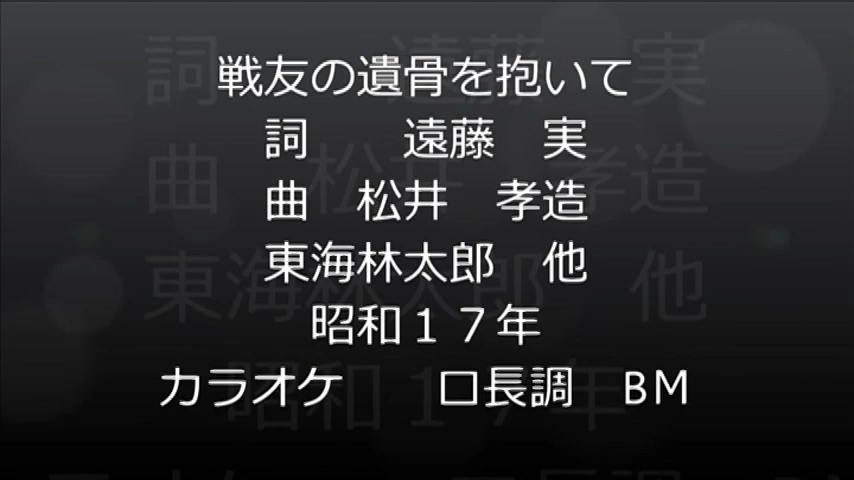 戦友の遺骨を抱いて
詞　　遠藤　実
曲　松井　孝造
東海林太郎　他
昭和１７年
カラオケ　　ロ長調　BM